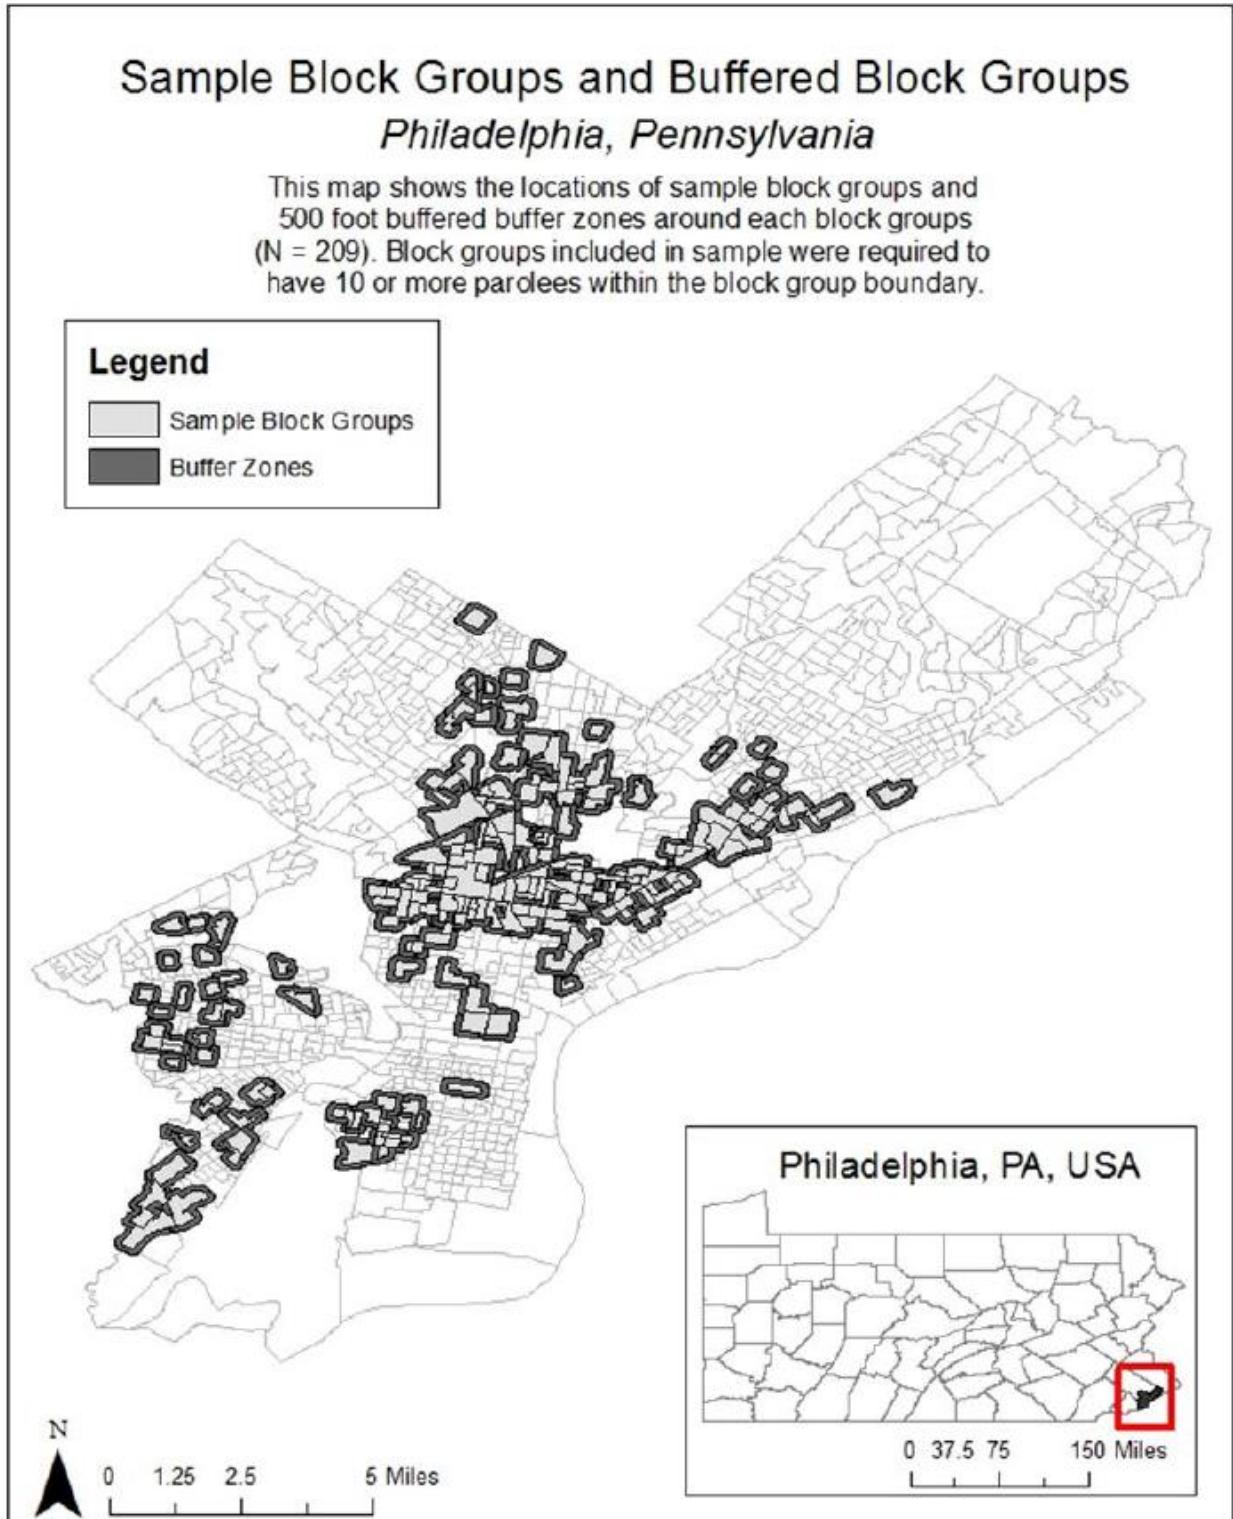 Sample Block Groups and Buffered Block Groups
Philadelphia, Pennsylvania
This map shows the locations of sample block groups and
500 foot buffered buffer zones around each block groups
(N = 209). Block groups included in sample were required to
have 10 or more parolees within the block group boundary.
Legend
Sample Block Groups
Buffer Zones
Philadelphia, PA, USA
0 37.5 75 150 Miles
N
0 1.25 2.5 5 Miles